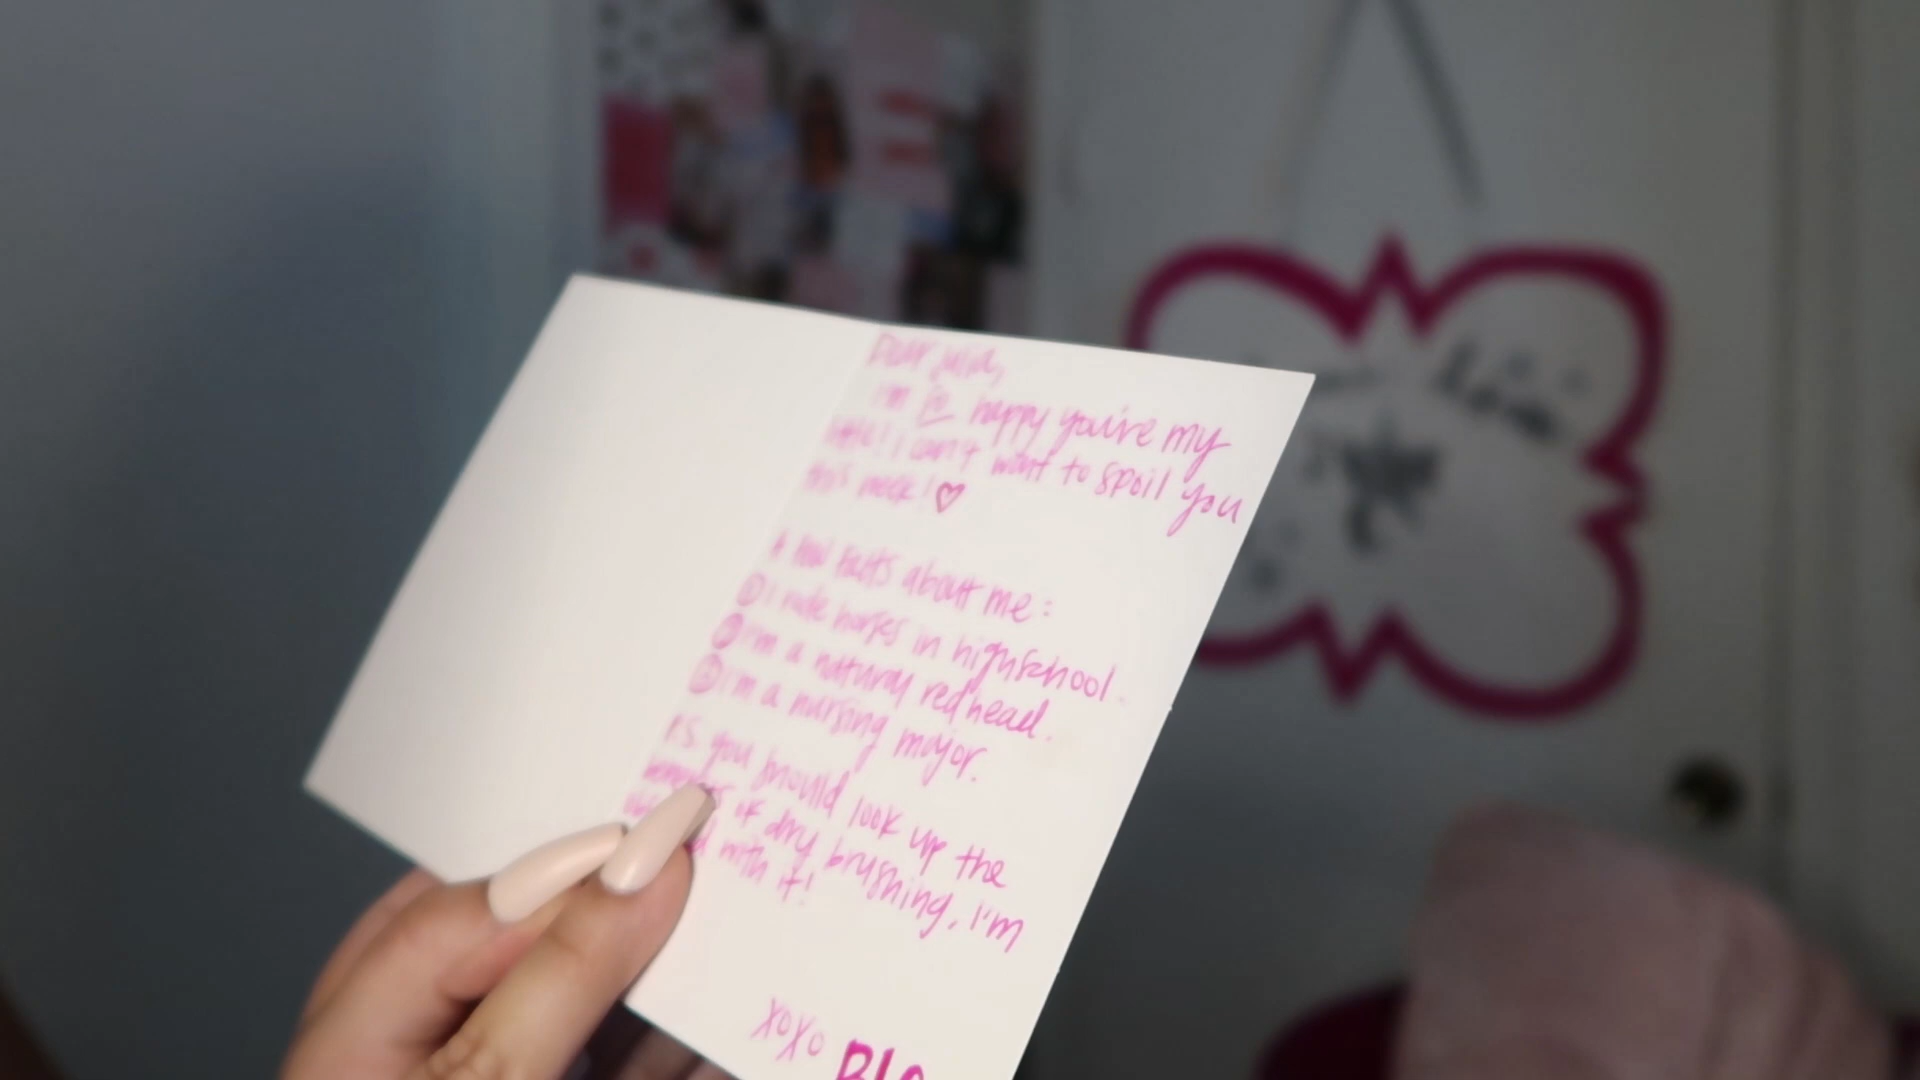 Dear Julia,
I'm so happy you're my
little! I can't wait to spoil you
this week! ♡
A few facts about me:
① I rode horses in highschool.
② I'm a natural redhead.
③ I'm a nursing major.
P.S. you should look up the
benefits of dry brushing, I'm
with it!
XOXO BIG